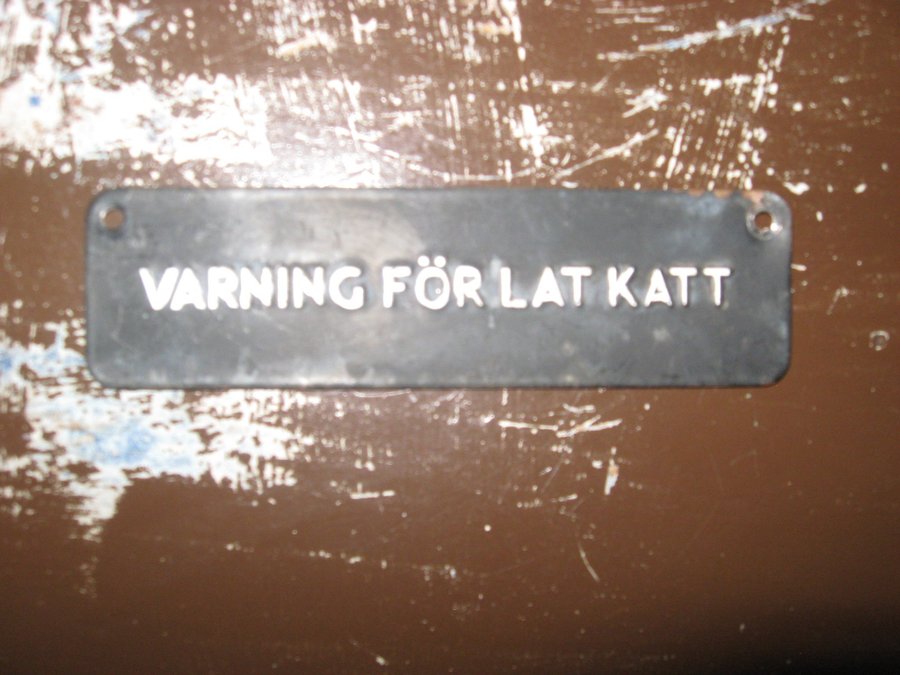 VARNING FÖR LAT KATT